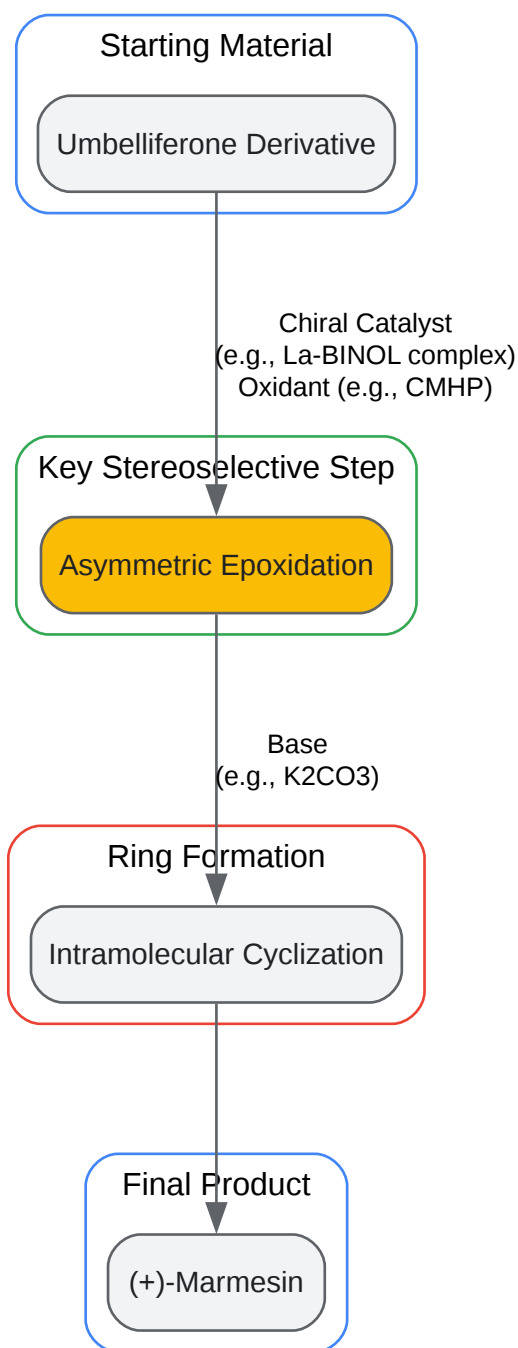 Starting Material
Umbelliferone Derivative
Chiral Catalyst
(e.g., La-BINOL complex)
Oxidant (e.g., CMHP)
Key Stereoselective Step
Asymmetric Epoxidation
Base
(e.g., K2CO3)
Ring Formation
Intramolecular Cyclization
Final Product
(+)-Marmesin